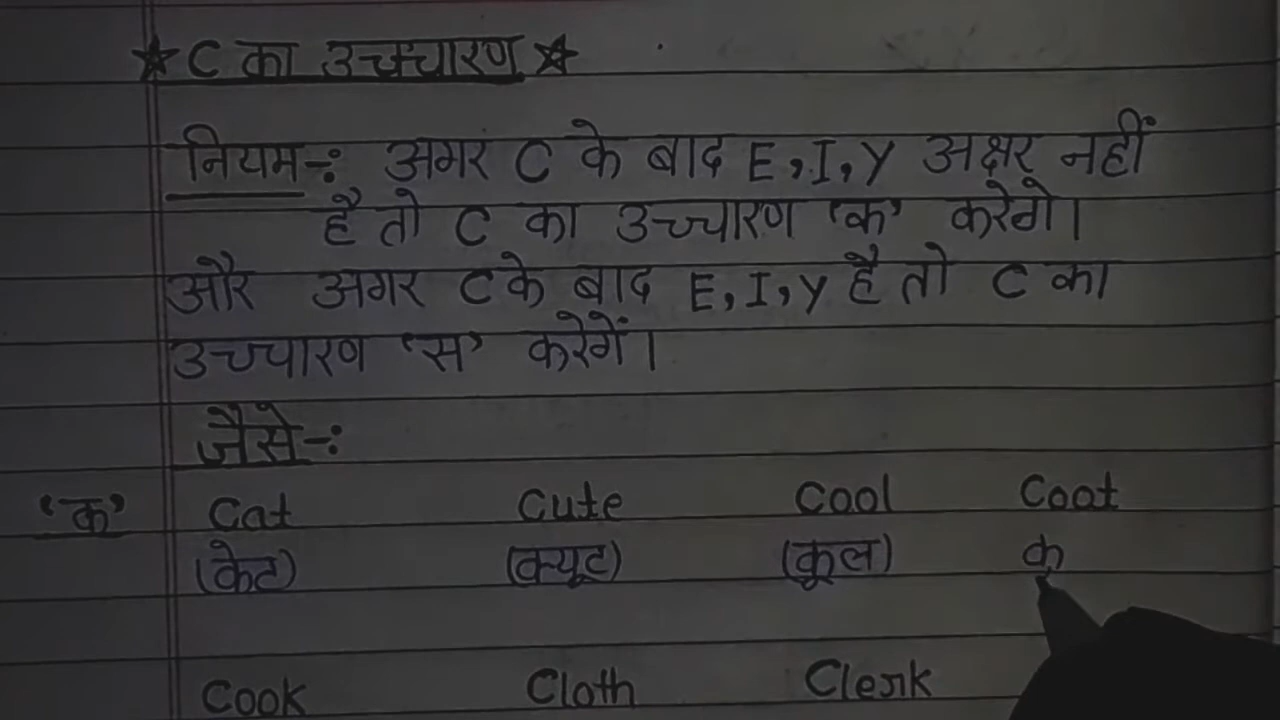 ☆ C का उच्चारण ☆
नियम-: अगर C के बाद E,I,Y अक्षर नहीं
है तो C का उच्चारण 'क' करेगे।
और अगर C के बाद E,I,Y है तो C का
उच्चारण 'स' करेगें।
जैसे-:
'क' Cat Cute Cool Coat
(केट) (क्यूट) (कूल) क
Cook Cloth Clerk